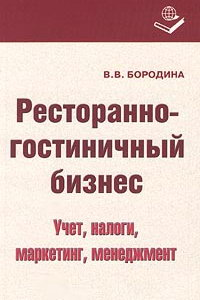 В.В. БОРОДИНА
Ресторанно-
гостиничный
бизнес
Учет, налоги,
маркетинг, менеджмент